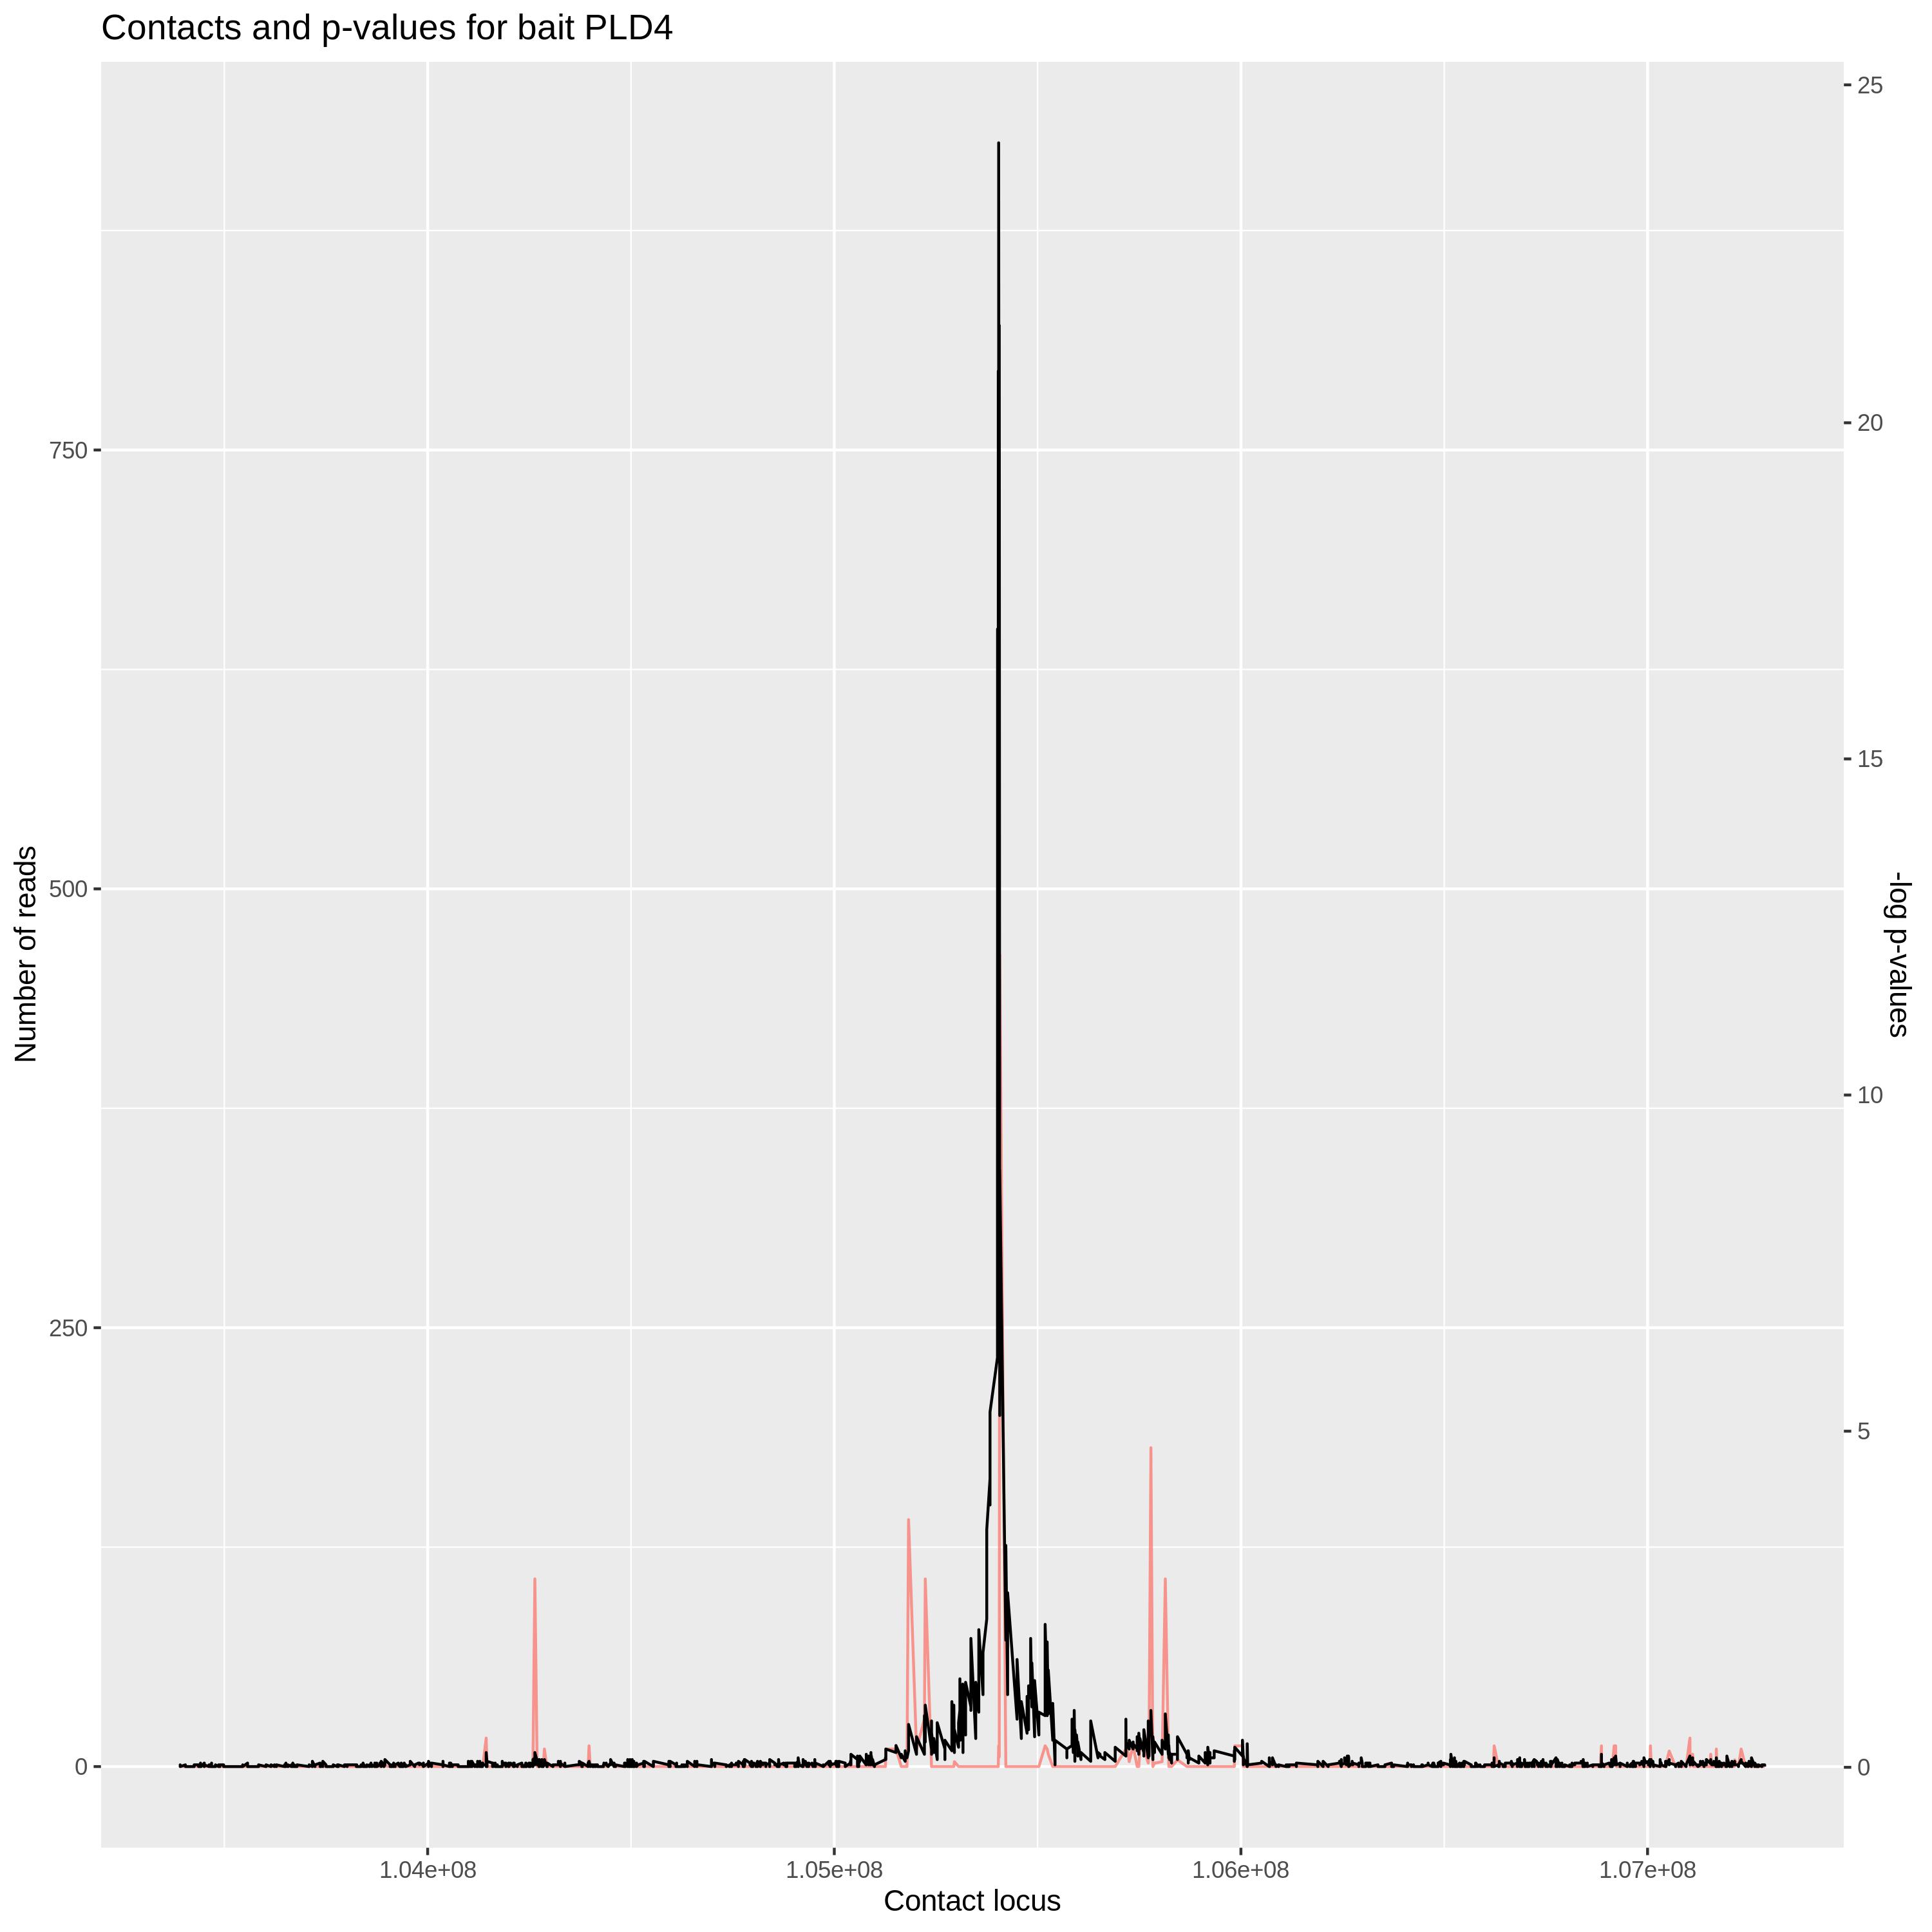 Contacts and p-values for bait PLD4
Number of reads
750
500
250
0
25
20
15
10
5
0
-log p-values
1.04e+08
1.05e+08
1.06e+08
1.07e+08
Contact locus